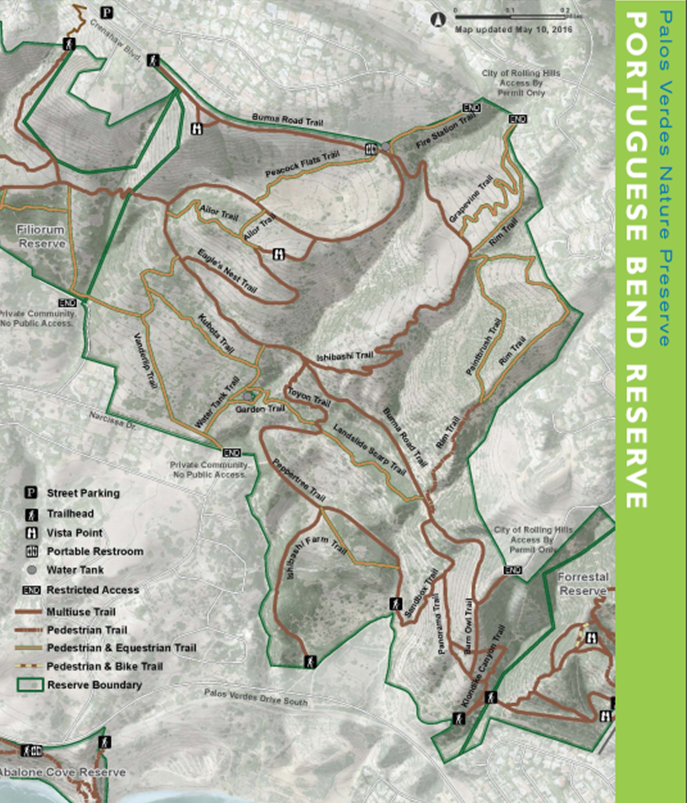 Palos Verdes Nature Preserve
PORTUGUESE BEND RESERVE
P
Crenshaw Blvd.
0 0.1 0.2
Map updated May 10, 2016
City of Rolling Hills
Access By
Permit Only
END
END
Burma Road Trail
Fire Station Trail
Peacock Flats Trail
Grapevine Trail
Ailor Trail
Ailor Trail
Rim Trail
Filiorum
Reserve
Eagle's Nest Trail
END
Private Community.
No Public Access.
Kubota Trail
Vanderlip Trail
Ishibashi Trail
Paintbrush Trail
Rim Trail
Water Tank Trail
Toyon Trail
Garden Trail
Burma Road Trail
Rim Trail
Narcissa Dr.
Landslide Scarp Trail
END
Private Community.
No Public Access.
Peppertree Trail
P Street Parking
Trailhead
Vista Point
Portable Restroom
Water Tank
END Restricted Access
Multiuse Trail
Pedestrian Trail
Pedestrian & Equestrian Trail
Pedestrian & Bike Trail
Reserve Boundary
Ishibashi Farm Trail
City of Rolling Hills
Access By
Permit Only
END
Forrestal
Reserve
Sandbox Trail
Panorama Trail
Barn Owl Trail
Klondike Canyon Trail
Palos Verdes Drive South
Abalone Cove Reserve